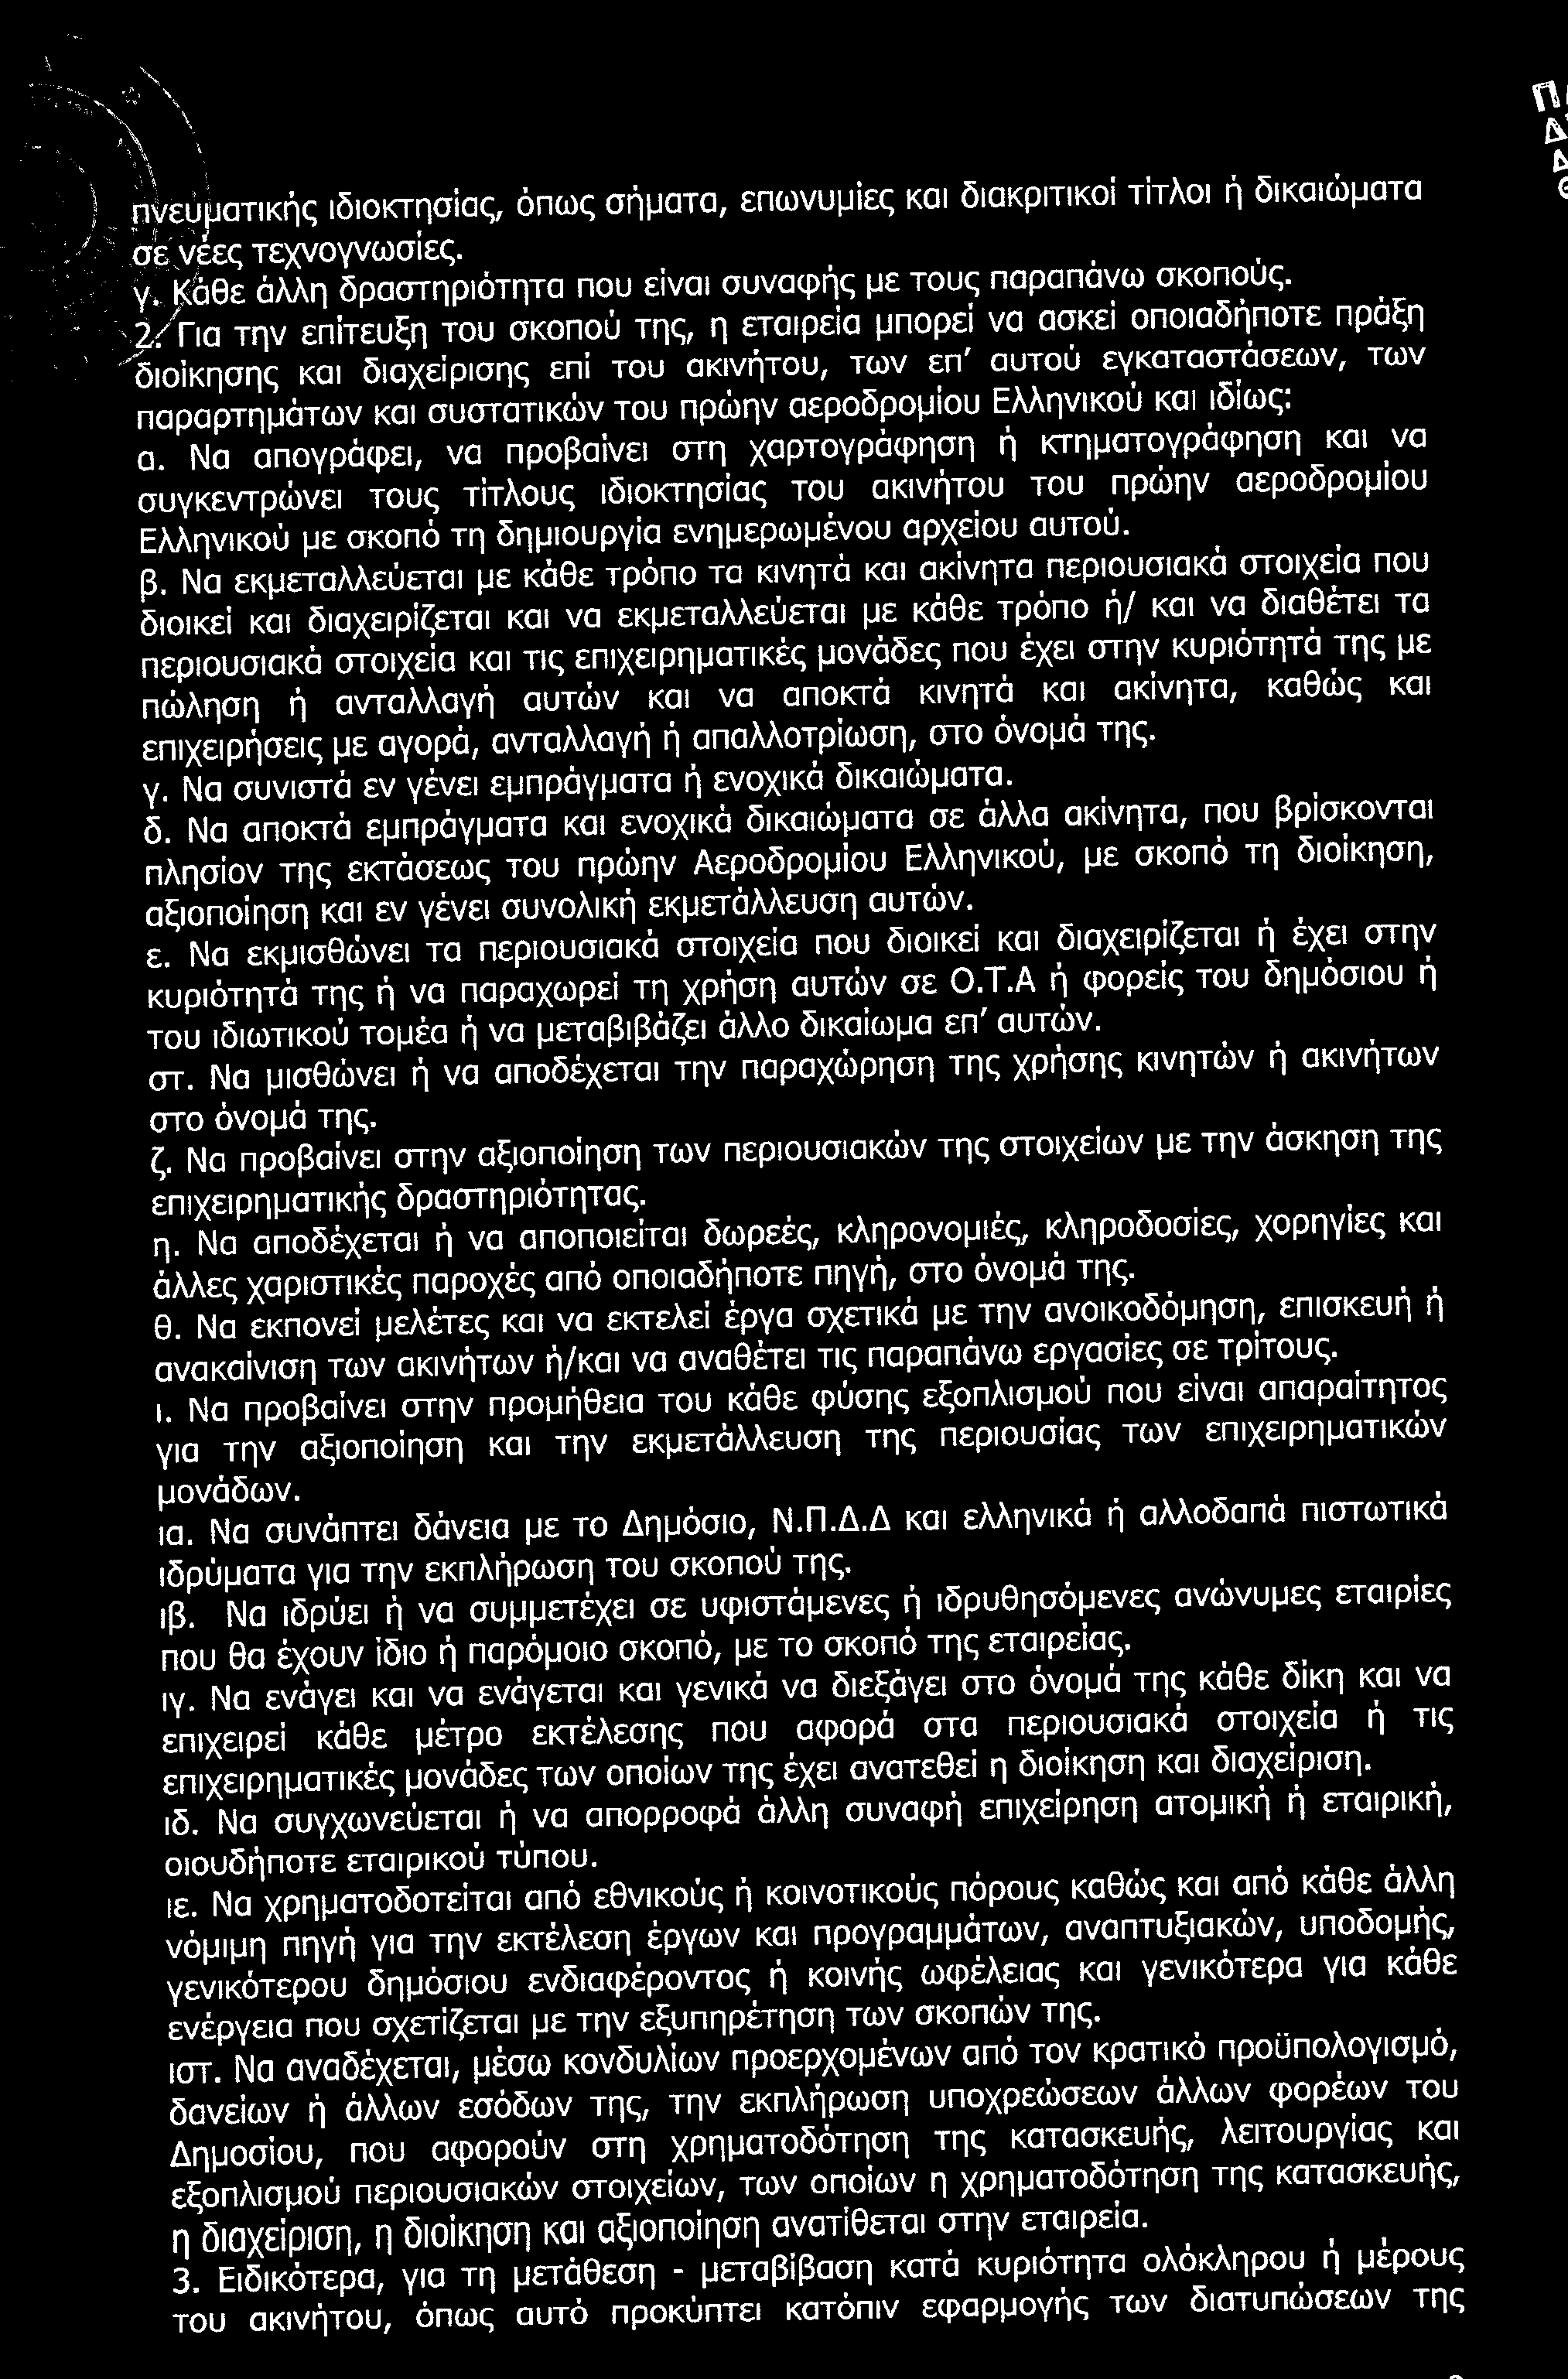 πνευματικής ιδιοκτησίας, όπως σήματα, επωνυμίες και διακριτικοί τίτλοι ή δικαιώματα
σε νέες τεχνογνωσίες.
γ. Κάθε άλλη δραστηριότητα που είναι συναφής με τους παραπάνω σκοπούς.
2. Για την επίτευξη του σκοπού της, η εταιρεία μπορεί να ασκεί οποιαδήποτε πράξη
διοίκησης και διαχείρισης επί του ακινήτου, των επ' αυτού εγκαταστάσεων, των
παραρτημάτων και συστατικών του πρώην αεροδρομίου Ελληνικού και ιδίως:
α. Να απογράφει, να προβαίνει στη χαρτογράφηση ή κτηματογράφηση και να
συγκεντρώνει τους τίτλους ιδιοκτησίας του ακινήτου του πρώην αεροδρομίου
Ελληνικού με σκοπό τη δημιουργία ενημερωμένου αρχείου αυτού.
β. Να εκμεταλλεύεται με κάθε τρόπο τα κινητά και ακίνητα περιουσιακά στοιχεία που
διοικεί και διαχειρίζεται και να εκμεταλλεύεται με κάθε τρόπο ή/ και να διαθέτει τα
περιουσιακά στοιχεία και τις επιχειρηματικές μονάδες που έχει στην κυριότητά της με
πώληση ή ανταλλαγή αυτών και να αποκτά κινητά και ακίνητα, καθώς και
επιχειρήσεις με αγορά, ανταλλαγή ή απαλλοτρίωση, στο όνομά της.
γ. Να συνιστά εν γένει εμπράγματα ή ενοχικά δικαιώματα.
δ. Να αποκτά εμπράγματα και ενοχικά δικαιώματα σε άλλα ακίνητα, που βρίσκονται
πλησίον της εκτάσεως του πρώην Αεροδρομίου Ελληνικού, με σκοπό τη διοίκηση,
αξιοποίηση και εν γένει συνολική εκμετάλλευση αυτών.
ε. Να εκμισθώνει τα περιουσιακά στοιχεία που διοικεί και διαχειρίζεται ή έχει στην
κυριότητά της ή να παραχωρεί τη χρήση αυτών σε Ο.Τ.Α ή φορείς του δημόσιου ή
του ιδιωτικού τομέα ή να μεταβιβάζει άλλο δικαίωμα επ' αυτών.
στ. Να μισθώνει ή να αποδέχεται την παραχώρηση της χρήσης κινητών ή ακινήτων
στο όνομά της.
ζ. Να προβαίνει στην αξιοποίηση των περιουσιακών της στοιχείων με την άσκηση της
επιχειρηματικής δραστηριότητας.
η. Να αποδέχεται ή να αποποιείται δωρεές, κληρονομιές, κληροδοσίες, χορηγίες και
άλλες χαριστικές παροχές από οποιαδήποτε πηγή, στο όνομά της.
θ. Να εκπονεί μελέτες και να εκτελεί έργα σχετικά με την ανοικοδόμηση, επισκευή ή
ανακαίνιση των ακινήτων ή/και να αναθέτει τις παραπάνω εργασίες σε τρίτους.
ι. Να προβαίνει στην προμήθεια του κάθε φύσης εξοπλισμού που είναι απαραίτητος
για την αξιοποίηση και την εκμετάλλευση της περιουσίας των επιχειρηματικών
μονάδων.
ια. Να συνάπτει δάνεια με το Δημόσιο, Ν.Π.Δ.Δ και ελληνικά ή αλλοδαπά πιστωτικά
ιδρύματα για την εκπλήρωση του σκοπού της.
ιβ. Να ιδρύει ή να συμμετέχει σε υφιστάμενες ή ιδρυθησόμενες ανώνυμες εταιρίες
που θα έχουν ίδιο ή παρόμοιο σκοπό, με το σκοπό της εταιρείας.
ιγ. Να ενάγει και να ενάγεται και γενικά να διεξάγει στο όνομά της κάθε δίκη και να
επιχειρεί κάθε μέτρο εκτέλεσης που αφορά στα περιουσιακά στοιχεία ή τις
επιχειρηματικές μονάδες των οποίων της έχει ανατεθεί η διοίκηση και διαχείριση.
ιδ. Να συγχωνεύεται ή να απορροφά άλλη συναφή επιχείρηση ατομική ή εταιρική,
οιουδήποτε εταιρικού τύπου.
ιε. Να χρηματοδοτείται από εθνικούς ή κοινοτικούς πόρους καθώς και από κάθε άλλη
νόμιμη πηγή για την εκτέλεση έργων και προγραμμάτων, αναπτυξιακών, υποδομής,
γενικότερου δημόσιου ενδιαφέροντος ή κοινής ωφέλειας και γενικότερα για κάθε
ενέργεια που σχετίζεται με την εξυπηρέτηση των σκοπών της.
ιστ. Να αναδέχεται, μέσω κονδυλίων προερχομένων από τον κρατικό προϋπολογισμό,
δανείων ή άλλων εσόδων της, την εκπλήρωση υποχρεώσεων άλλων φορέων του
Δημοσίου, που αφορούν στη χρηματοδότηση της κατασκευής, λειτουργίας και
εξοπλισμού περιουσιακών στοιχείων, των οποίων η χρηματοδότηση της κατασκευής,
η διαχείριση, η διοίκηση και αξιοποίηση ανατίθεται στην εταιρεία.
3. Ειδικότερα, για τη μετάθεση - μεταβίβαση κατά κυριότητα ολόκληρου ή μέρους
του ακινήτου, όπως αυτό προκύπτει κατόπιν εφαρμογής των διατυπώσεων της